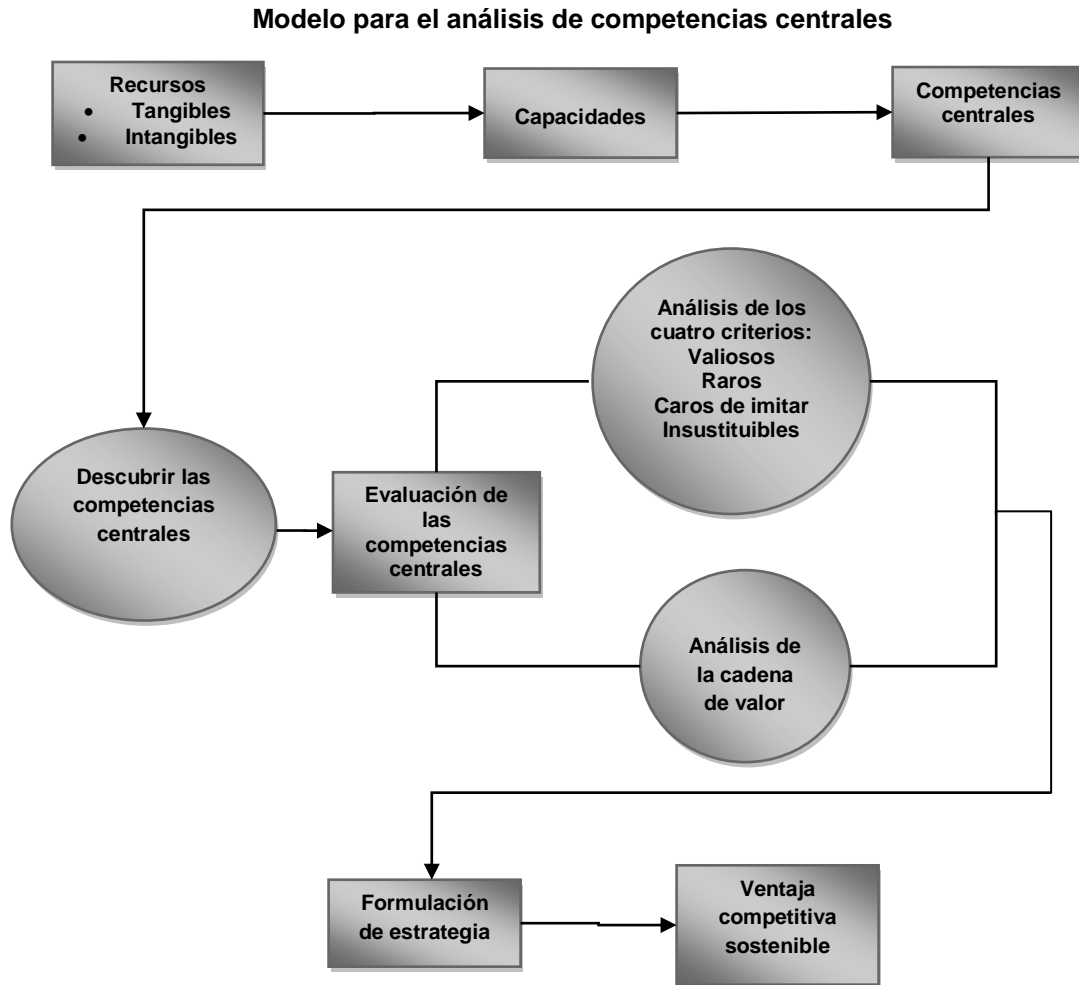 Modelo para el análisis de competencias centrales
Recursos
• Tangibles
• Intangibles
Capacidades
Competencias
centrales
Análisis de los
cuatro criterios:
Valiosos
Raros
Caros de imitar
Insustituibles
Descubrir las
competencias
centrales
Evaluación de
las
competencias
centrales
Análisis de
la cadena
de valor
Formulación
de estrategia
Ventaja
competitiva
sostenible